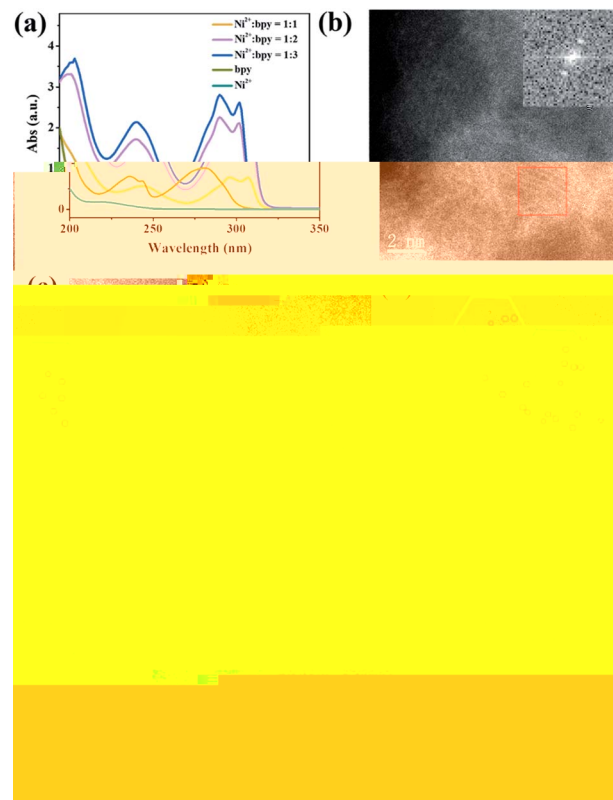 (a)
Ni²⁺:bpy = 1:1
Ni²⁺:bpy = 1:2
Ni²⁺:bpy = 1:3
bpy
Ni²⁺
Abs (a.u.)
4
3
2
1
0
200
250
300
350
Wavelength (nm)
(b)
2 nm